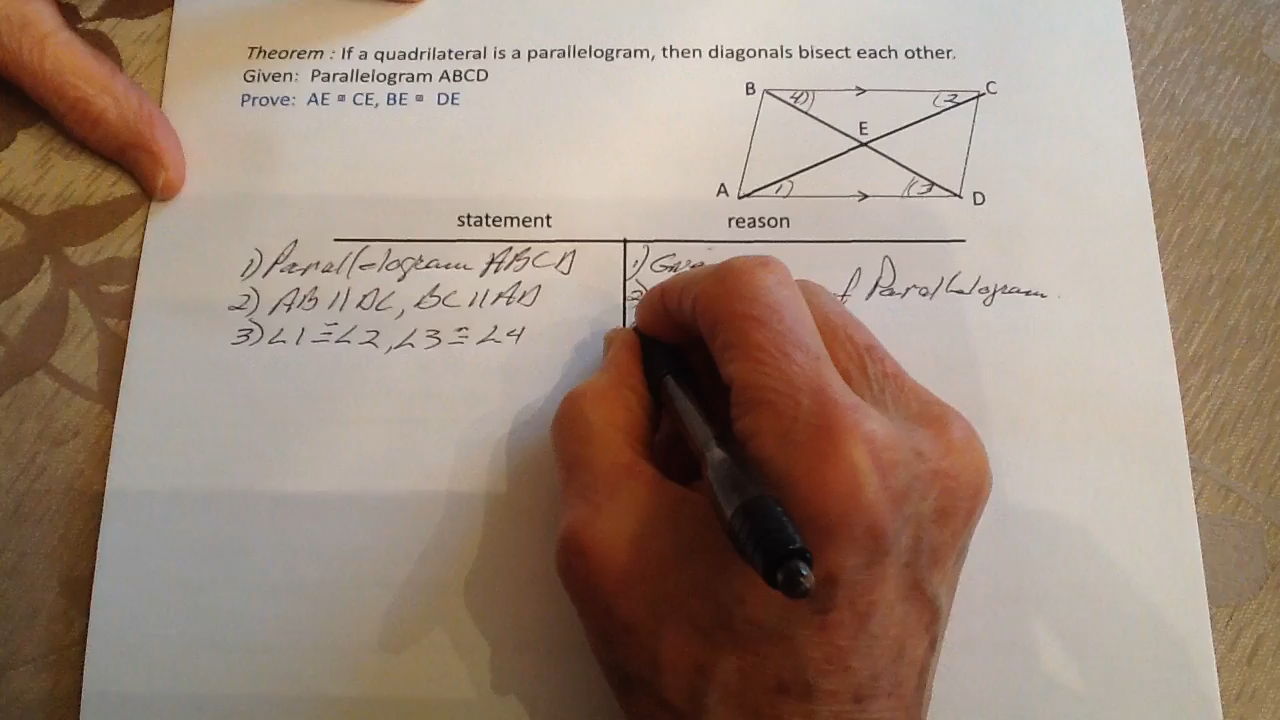 Theorem : If a quadrilateral is a parallelogram, then diagonals bisect each other.
Given: Parallelogram ABCD
Prove: AE ≅ CE, BE ≅ DE
B 4 2 C
E
A 1 3 D
statement reason
1) Parallelogram ABCD
2) AB // DC, BC // AD
3) ∠1 ≅ ∠2, ∠3 ≅ ∠4
1)
2) Parallelogram